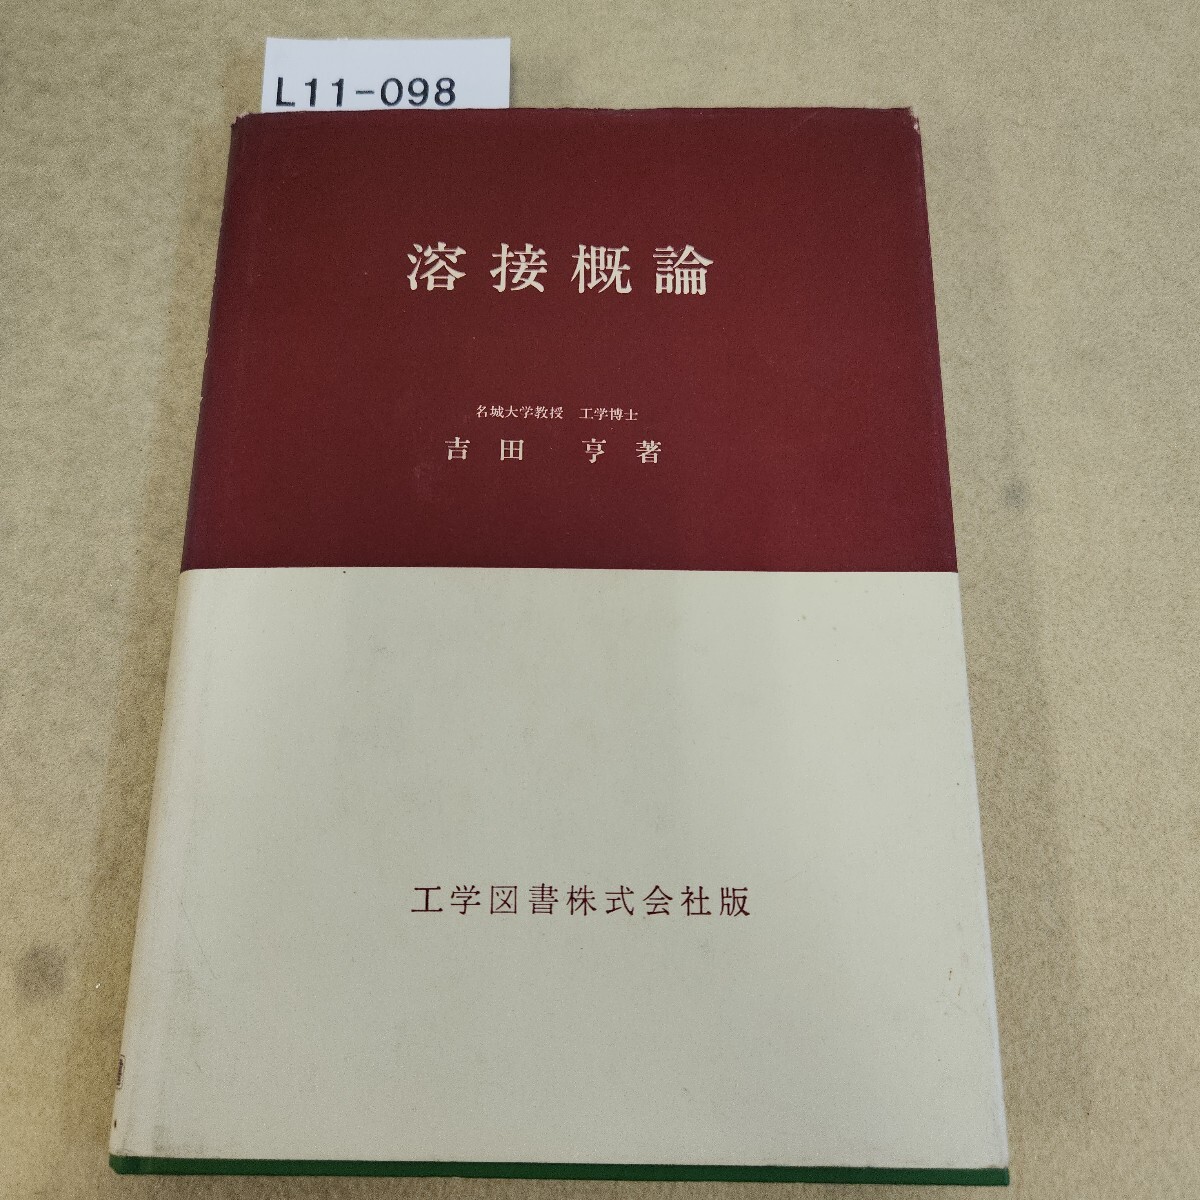 L11-098
溶接概論
名城大学教授 工学博士
吉田 亨 著
工学図書株式会社版